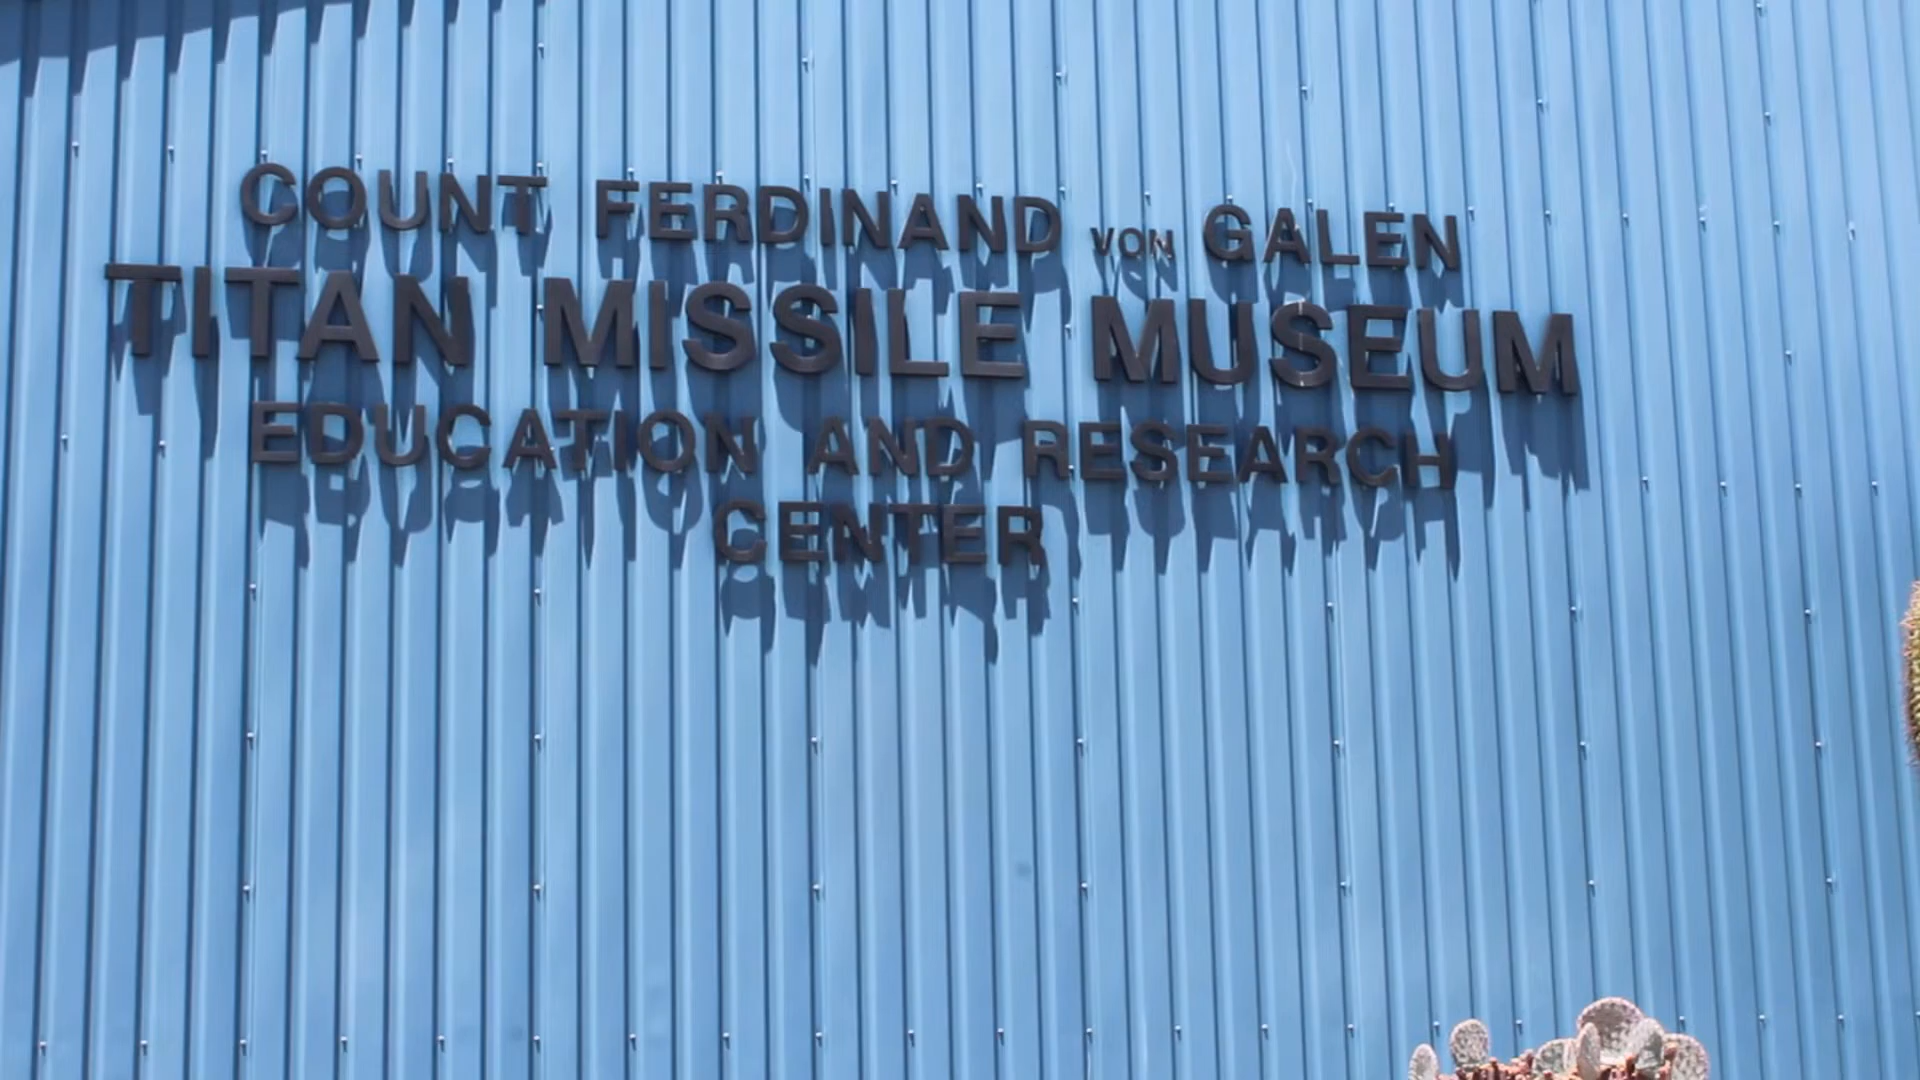 COUNT FERDINAND VON GALEN
TITAN MISSILE MUSEUM
EDUCATION AND RESEARCH
CENTER